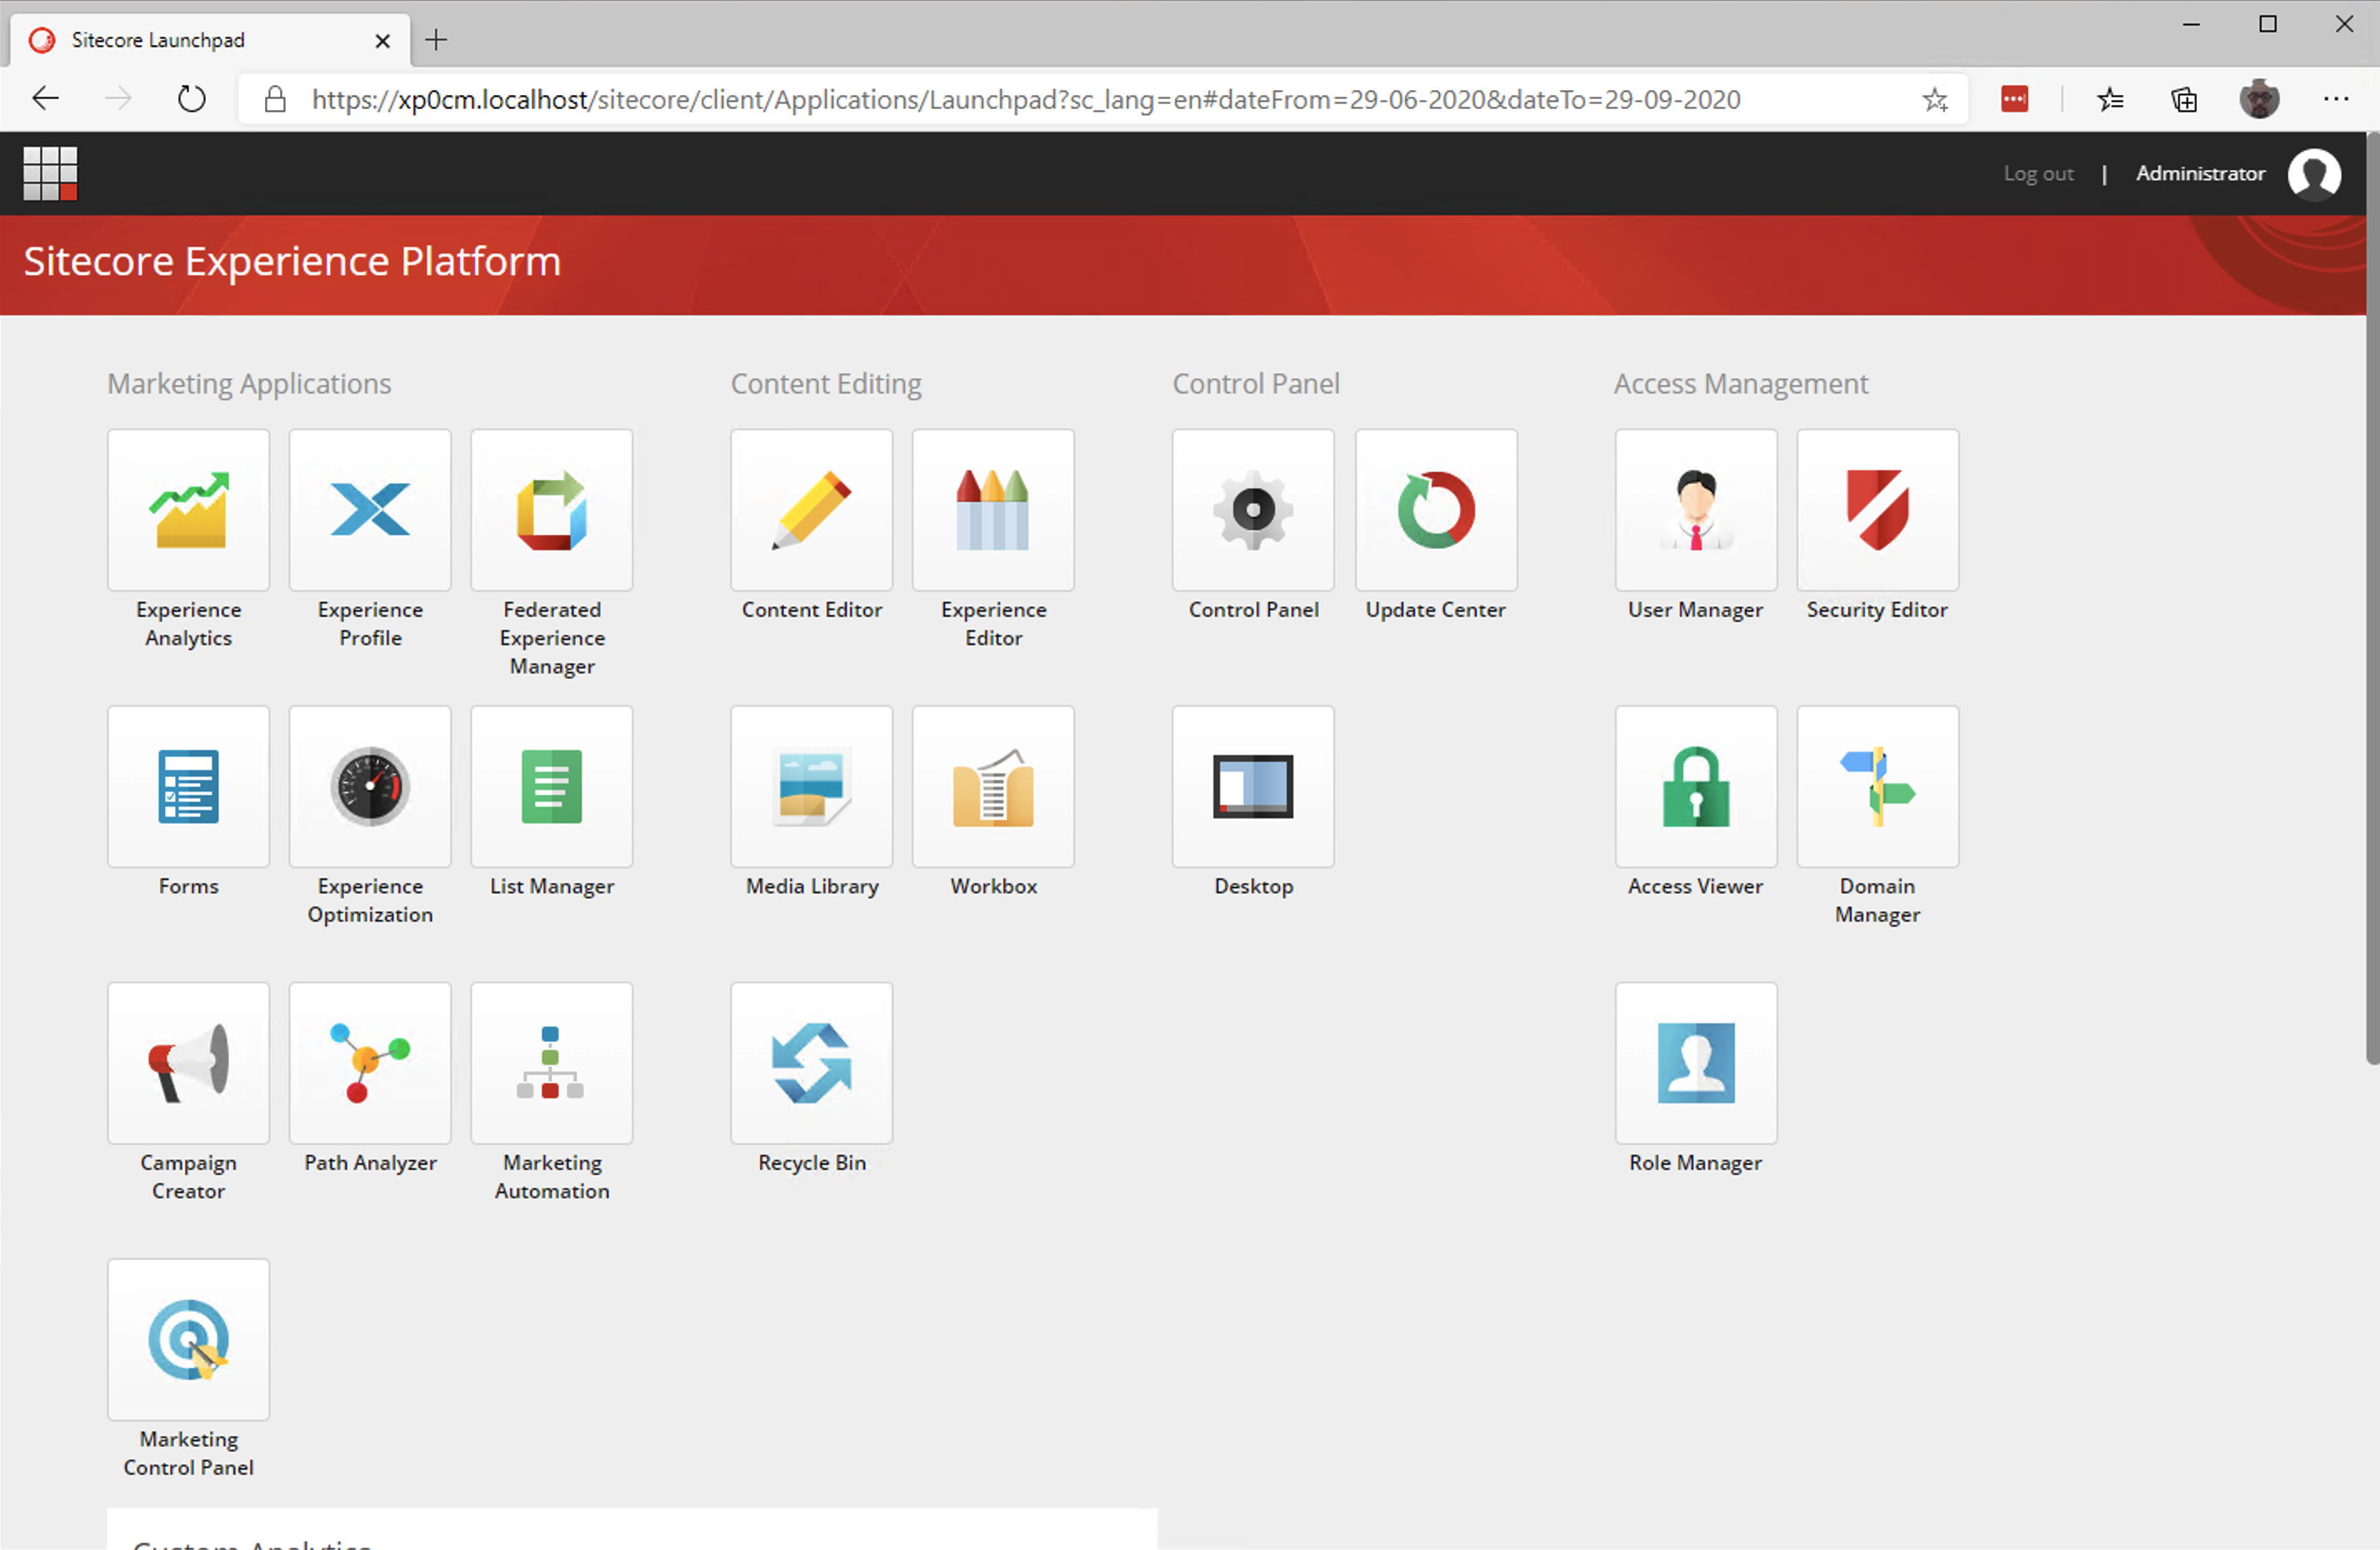 Sitecore Launchpad
https://xp0cm.localhost/sitecore/client/Applications/Launchpad?sc_lang=en#dateFrom=29-06-2020&dateTo=29-09-2020
Log out | Administrator
Sitecore Experience Platform
Marketing Applications
Experience
Analytics
Experience
Profile
Federated
Experience
Manager
Forms
Experience
Optimization
List Manager
Campaign
Creator
Path Analyzer
Marketing
Automation
Marketing
Control Panel
Content Editing
Content Editor
Experience
Editor
Media Library
Workbox
Recycle Bin
Control Panel
Control Panel
Update Center
Desktop
Access Management
User Manager
Security Editor
Access Viewer
Domain
Manager
Role Manager
Custom Analytics